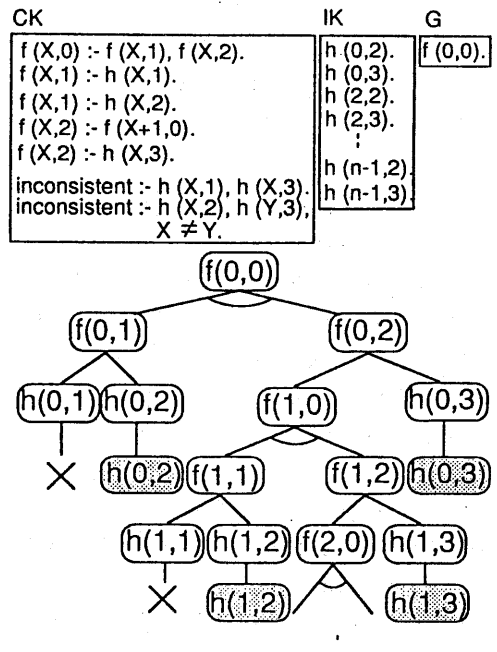 CK
IK
G
f (X,0) :- f (X,1), f (X,2).
f (X,1) :- h (X,1).
f (X,1) :- h (X,2).
f (X,2) :- f (X+1,0).
f (X,2) :- h (X,3).
inconsistent :- h (X,1), h (X,3).
inconsistent :- h (X,2), h (Y,3),
X ≠ Y.
h (0,2).
h (0,3).
h (2,2).
h (2,3).
⋮
h (n-1,2).
h (n-1,3).
f (0,0).
f(0,0)
f(0,1) f(0,2)
h(0,1) h(0,2) f(1,0) h(0,3)
h(0,2) f(1,1) f(1,2) h(0,3)
h(1,1) h(1,2) f(2,0) h(1,3)
h(1,2) h(1,3)